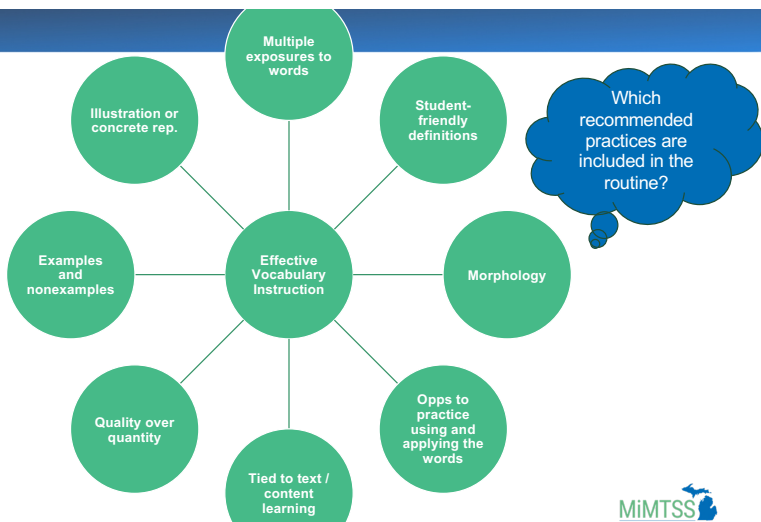 Multiple
exposures to
words
Student-
friendly
definitions
Morphology
Opps to
practice
using and
applying the
words
Tied to text /
content
learning
Quality over
quantity
Examples
and
nonexamples
Illustration or
concrete rep.
Effective
Vocabulary
Instruction
Which
recommended
practices are
included in the
routine?
MiMTSS